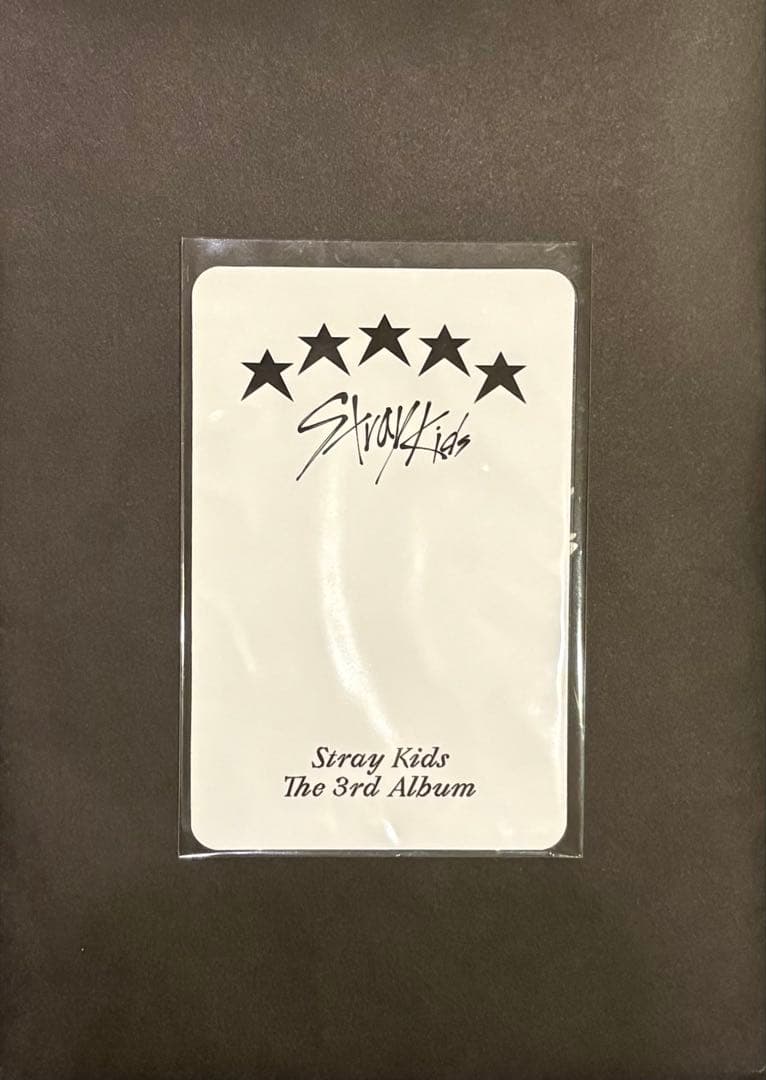 ★★★★★
Stray Kids
Stray Kids
The 3rd Album